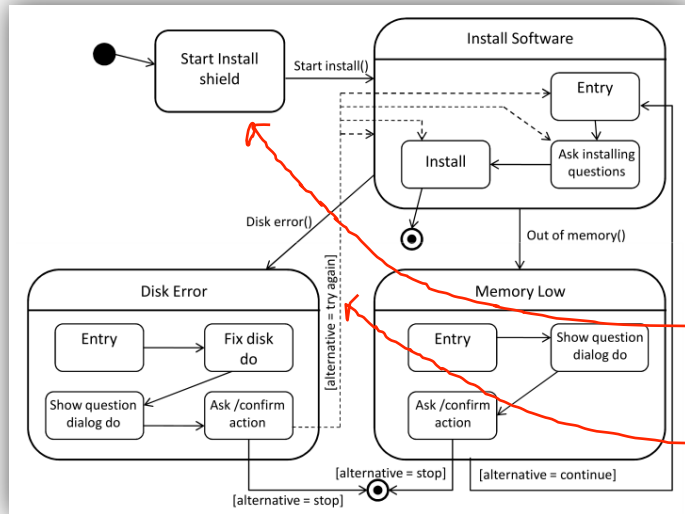 Install Software
Start Install
shield
Start install()
Entry
Install
Ask installing
questions
Disk error()
Out of memory()
[alternative = try again]
Disk Error
Entry
Fix disk
do
Show question
dialog do
Ask /confirm
action
Memory Low
Entry
Show question
dialog do
Ask /confirm
action
[alternative = stop]
[alternative = stop]
[alternative = continue]